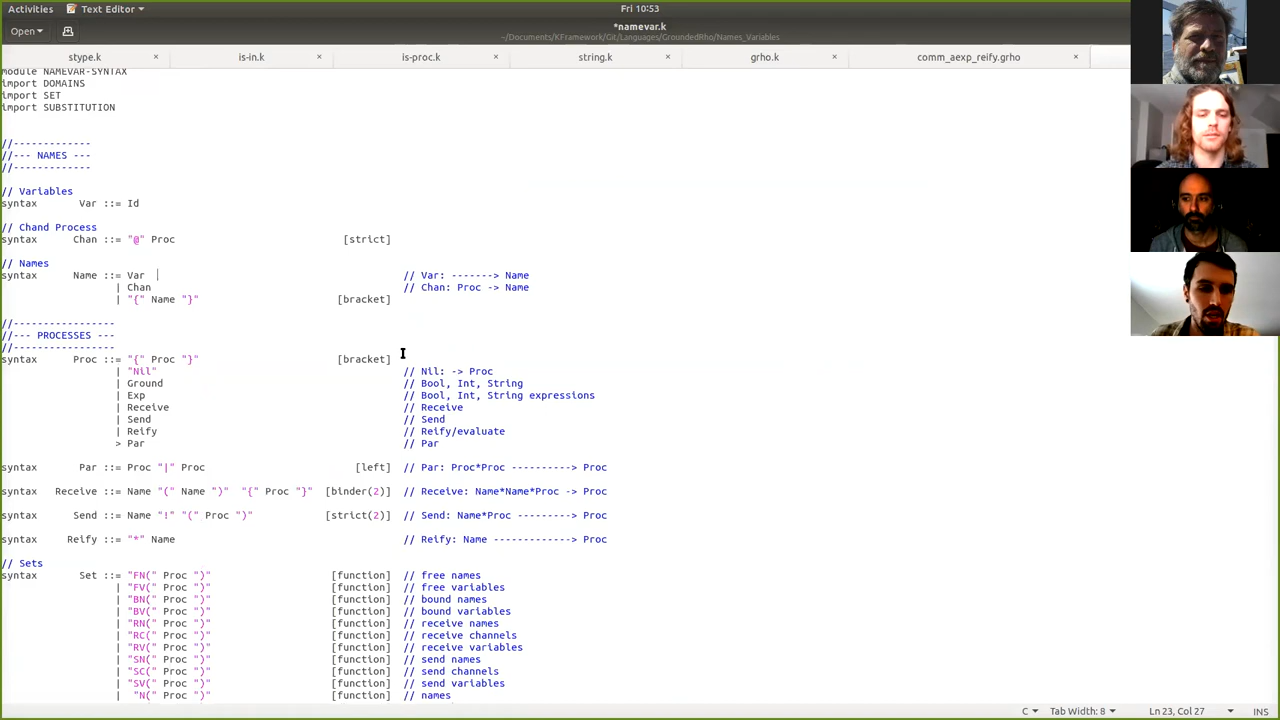 Activities Text Editor Fri 10:53
Open *namevar.k
~/Documents/KFramework/Git/Languages/GroundedRho/Names_Variables
stype.k × is-in.k × is-proc.k × string.k × grho.k × comm_aexp_reify.grho ×
module NAMEVAR-SYNTAX
import DOMAINS
import SET
import SUBSTITUTION
//-------------
//--- NAMES ---
//-------------
// Variables
syntax Var ::= Id
// Chand Process
syntax Chan ::= "@" Proc [strict]
// Names
syntax Name ::= Var // Var: -------> Name
| Chan // Chan: Proc -> Name
| "{" Name "}" [bracket]
//-----------------
//--- PROCESSES ---
//-----------------
syntax Proc ::= "{" Proc "}" [bracket]
| "Nil" // Nil: -> Proc
| Ground // Bool, Int, String
| Exp // Bool, Int, String expressions
| Receive // Receive
| Send // Send
| Reify // Reify/evaluate
> Par // Par
syntax Par ::= Proc "|" Proc [left] // Par: Proc*Proc ----------> Proc
syntax Receive ::= Name "(" Name ")" "{" Proc "}" [binder(2)] // Receive: Name*Name*Proc -> Proc
syntax Send ::= Name "!" "(" Proc ")" [strict(2)] // Send: Name*Proc ---------> Proc
syntax Reify ::= "*" Name // Reify: Name -------------> Proc
// Sets
syntax Set ::= "FN(" Proc ")" [function] // free names
| "FV(" Proc ")" [function] // free variables
| "BN(" Proc ")" [function] // bound names
| "BV(" Proc ")" [function] // bound variables
| "RN(" Proc ")" [function] // receive names
| "RC(" Proc ")" [function] // receive channels
| "RV(" Proc ")" [function] // receive variables
| "SN(" Proc ")" [function] // send names
| "SC(" Proc ")" [function] // send channels
| "SV(" Proc ")" [function] // send variables
| "N(" Proc ")" [function] // names
C Tab Width: 8 Ln 23, Col 27 INS